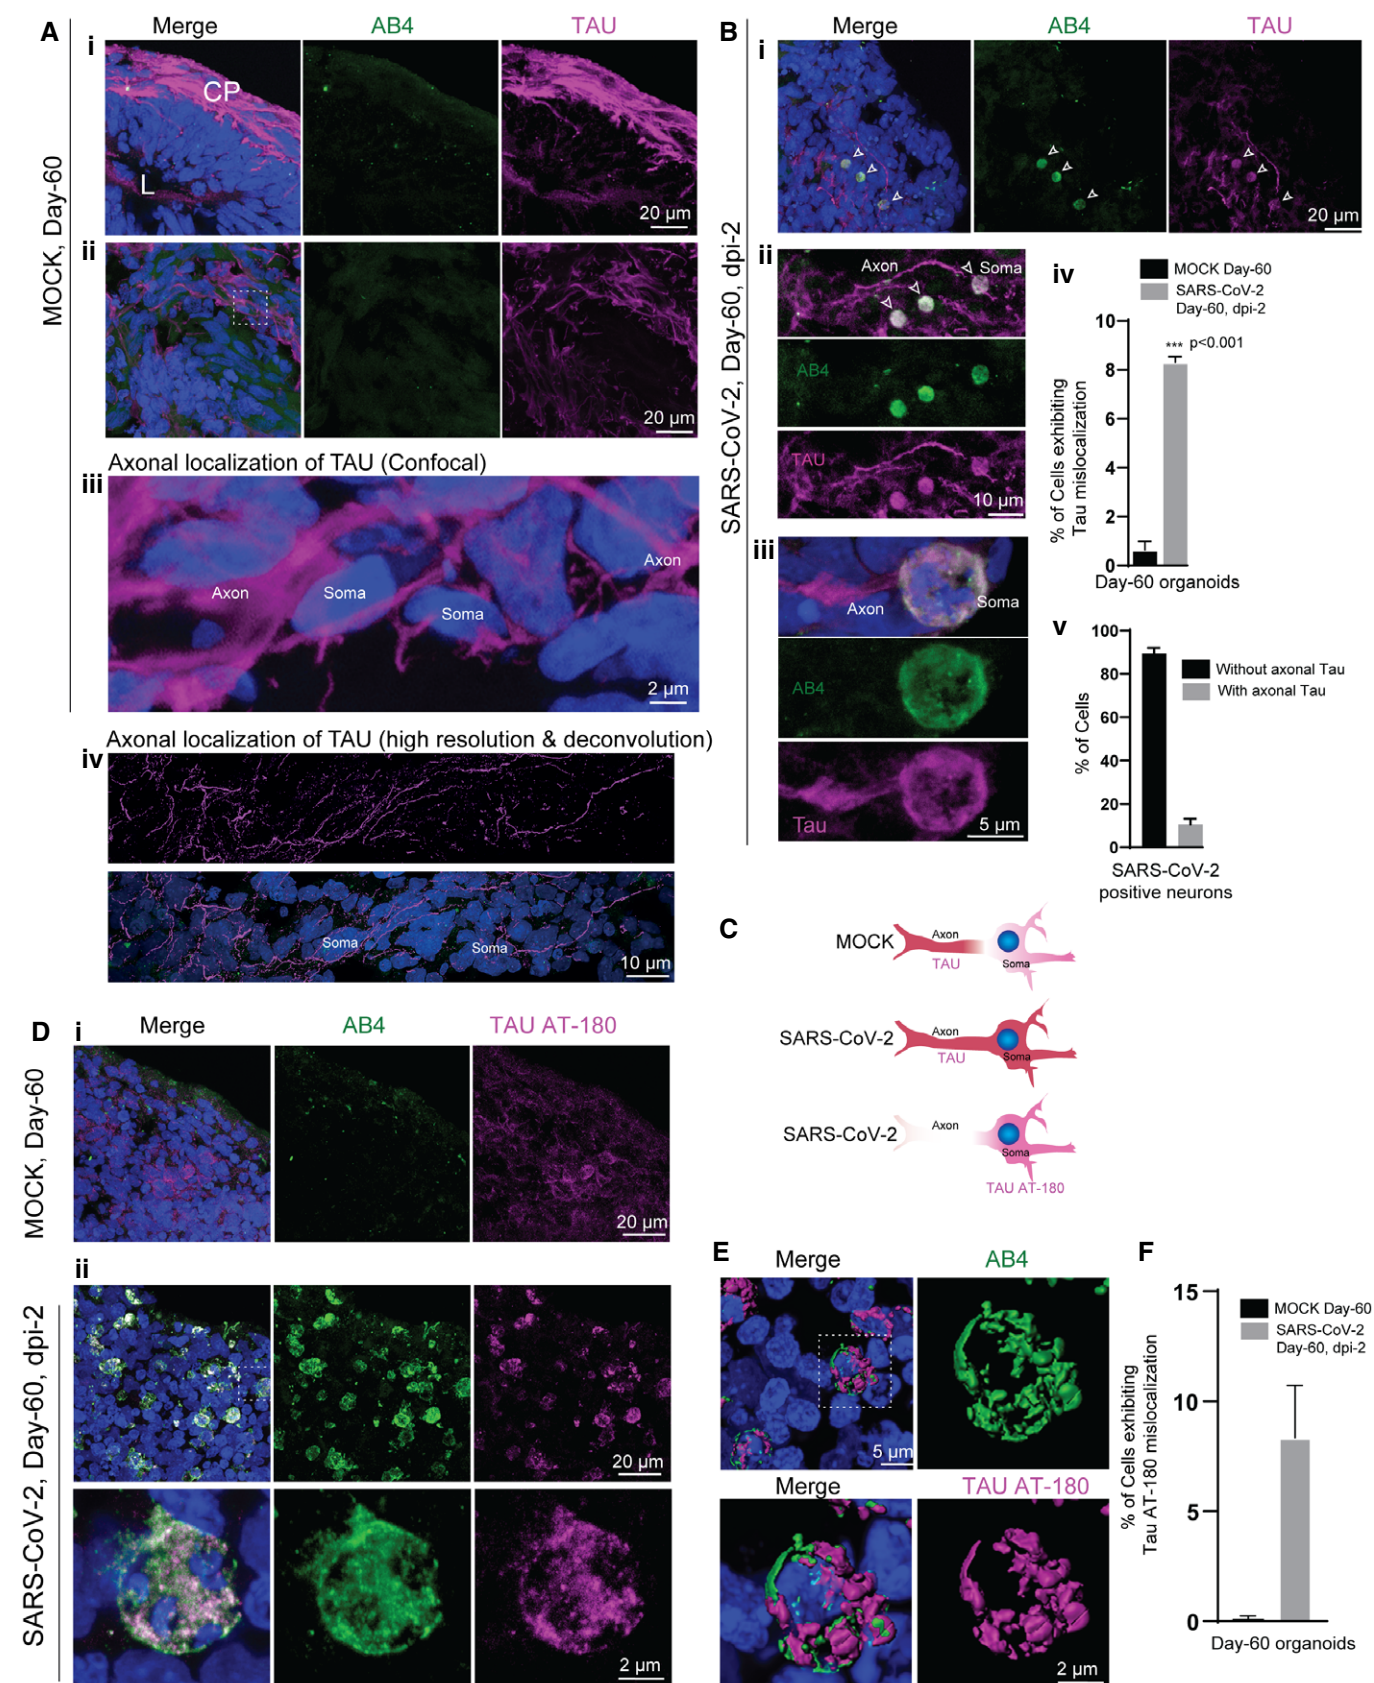 A
i
Merge
AB4
TAU
CP
L
20 µm
MOCK, Day-60
ii
20 µm
Axonal localization of TAU (Confocal)
iii
Axon
Soma
Soma
Axon
2 µm
Axonal localization of TAU (high resolution & deconvolution)
iv
Soma
Soma
10 µm
B
i
Merge
AB4
TAU
20 µm
SARS-CoV-2, Day-60, dpi-2
ii
Axon
Soma
AB4
TAU
10 µm
iii
Axon
Soma
AB4
Tau
5 µm
iv
MOCK Day-60
SARS-CoV-2
Day-60, dpi-2
10
8
6
4
2
0
*** p<0.001
% of Cells exhibiting
Tau mislocalization
Day-60 organoids
v
100
80
60
40
20
0
% of Cells
Without axonal Tau
With axonal Tau
SARS-CoV-2
positive neurons
C
MOCK
Axon
TAU
Soma
SARS-CoV-2
Axon
TAU
Soma
SARS-CoV-2
Axon
Soma
TAU AT-180
D
i
Merge
AB4
TAU AT-180
MOCK, Day-60
20 µm
ii
SARS-CoV-2, Day-60, dpi-2
20 µm
2 µm
E
Merge
AB4
5 µm
Merge
TAU AT-180
2 µm
F
15
10
5
0
MOCK Day-60
SARS-CoV-2
Day-60, dpi-2
% of Cells exhibiting
Tau AT-180 mislocalization
Day-60 organoids